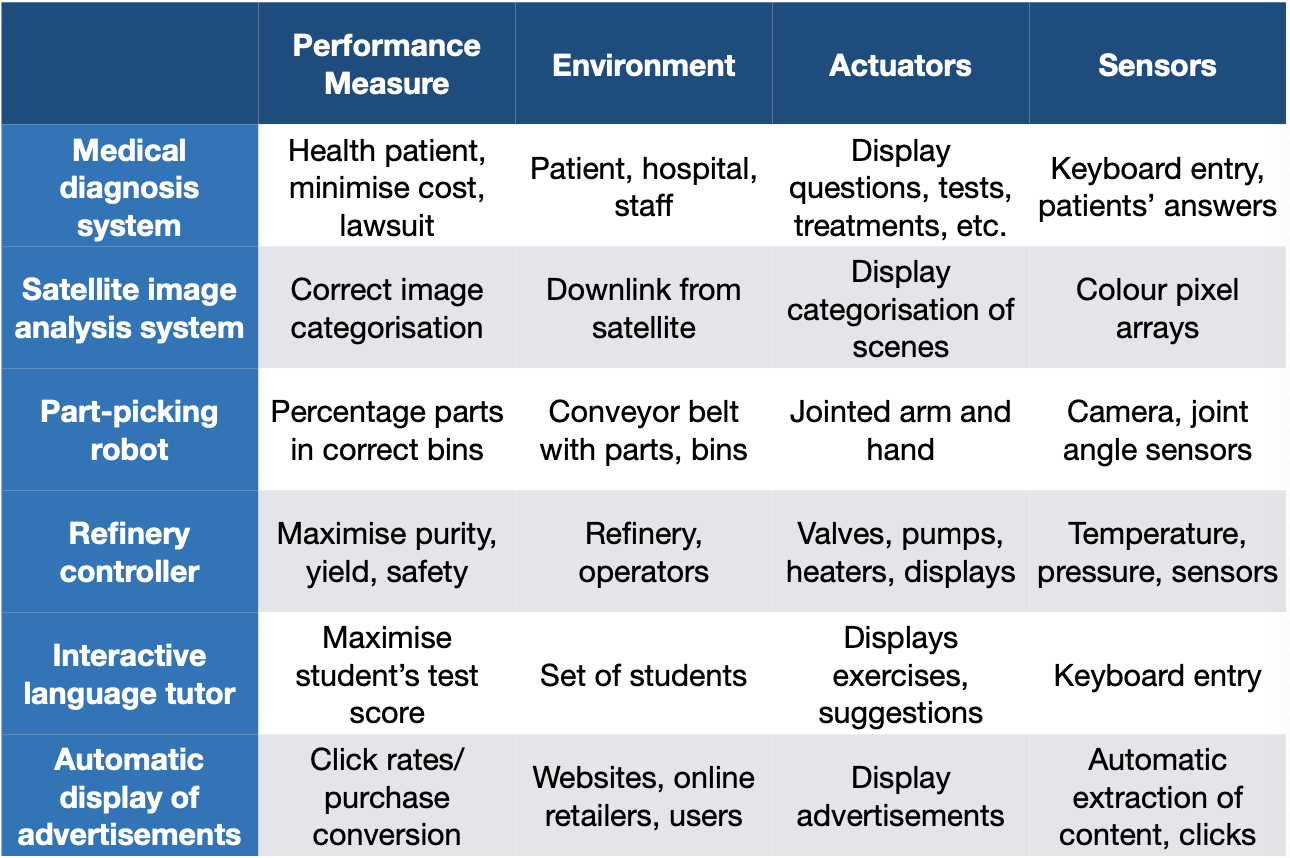 Performance
Measure
Environment
Actuators
Sensors
Medical
diagnosis
system
Health patient,
minimise cost,
lawsuit
Patient, hospital,
staff
Display
questions, tests,
treatments, etc.
Keyboard entry,
patients’ answers
Satellite image
analysis system
Correct image
categorisation
Downlink from
satellite
Display
categorisation of
scenes
Colour pixel
arrays
Part-picking
robot
Percentage parts
in correct bins
Conveyor belt
with parts, bins
Jointed arm and
hand
Camera, joint
angle sensors
Refinery
controller
Maximise purity,
yield, safety
Refinery,
operators
Valves, pumps,
heaters, displays
Temperature,
pressure, sensors
Interactive
language tutor
Maximise
student’s test
score
Set of students
Displays
exercises,
suggestions
Keyboard entry
Automatic
display of
advertisements
Click rates/
purchase
conversion
Websites, online
retailers, users
Display
advertisements
Automatic
extraction of
content, clicks